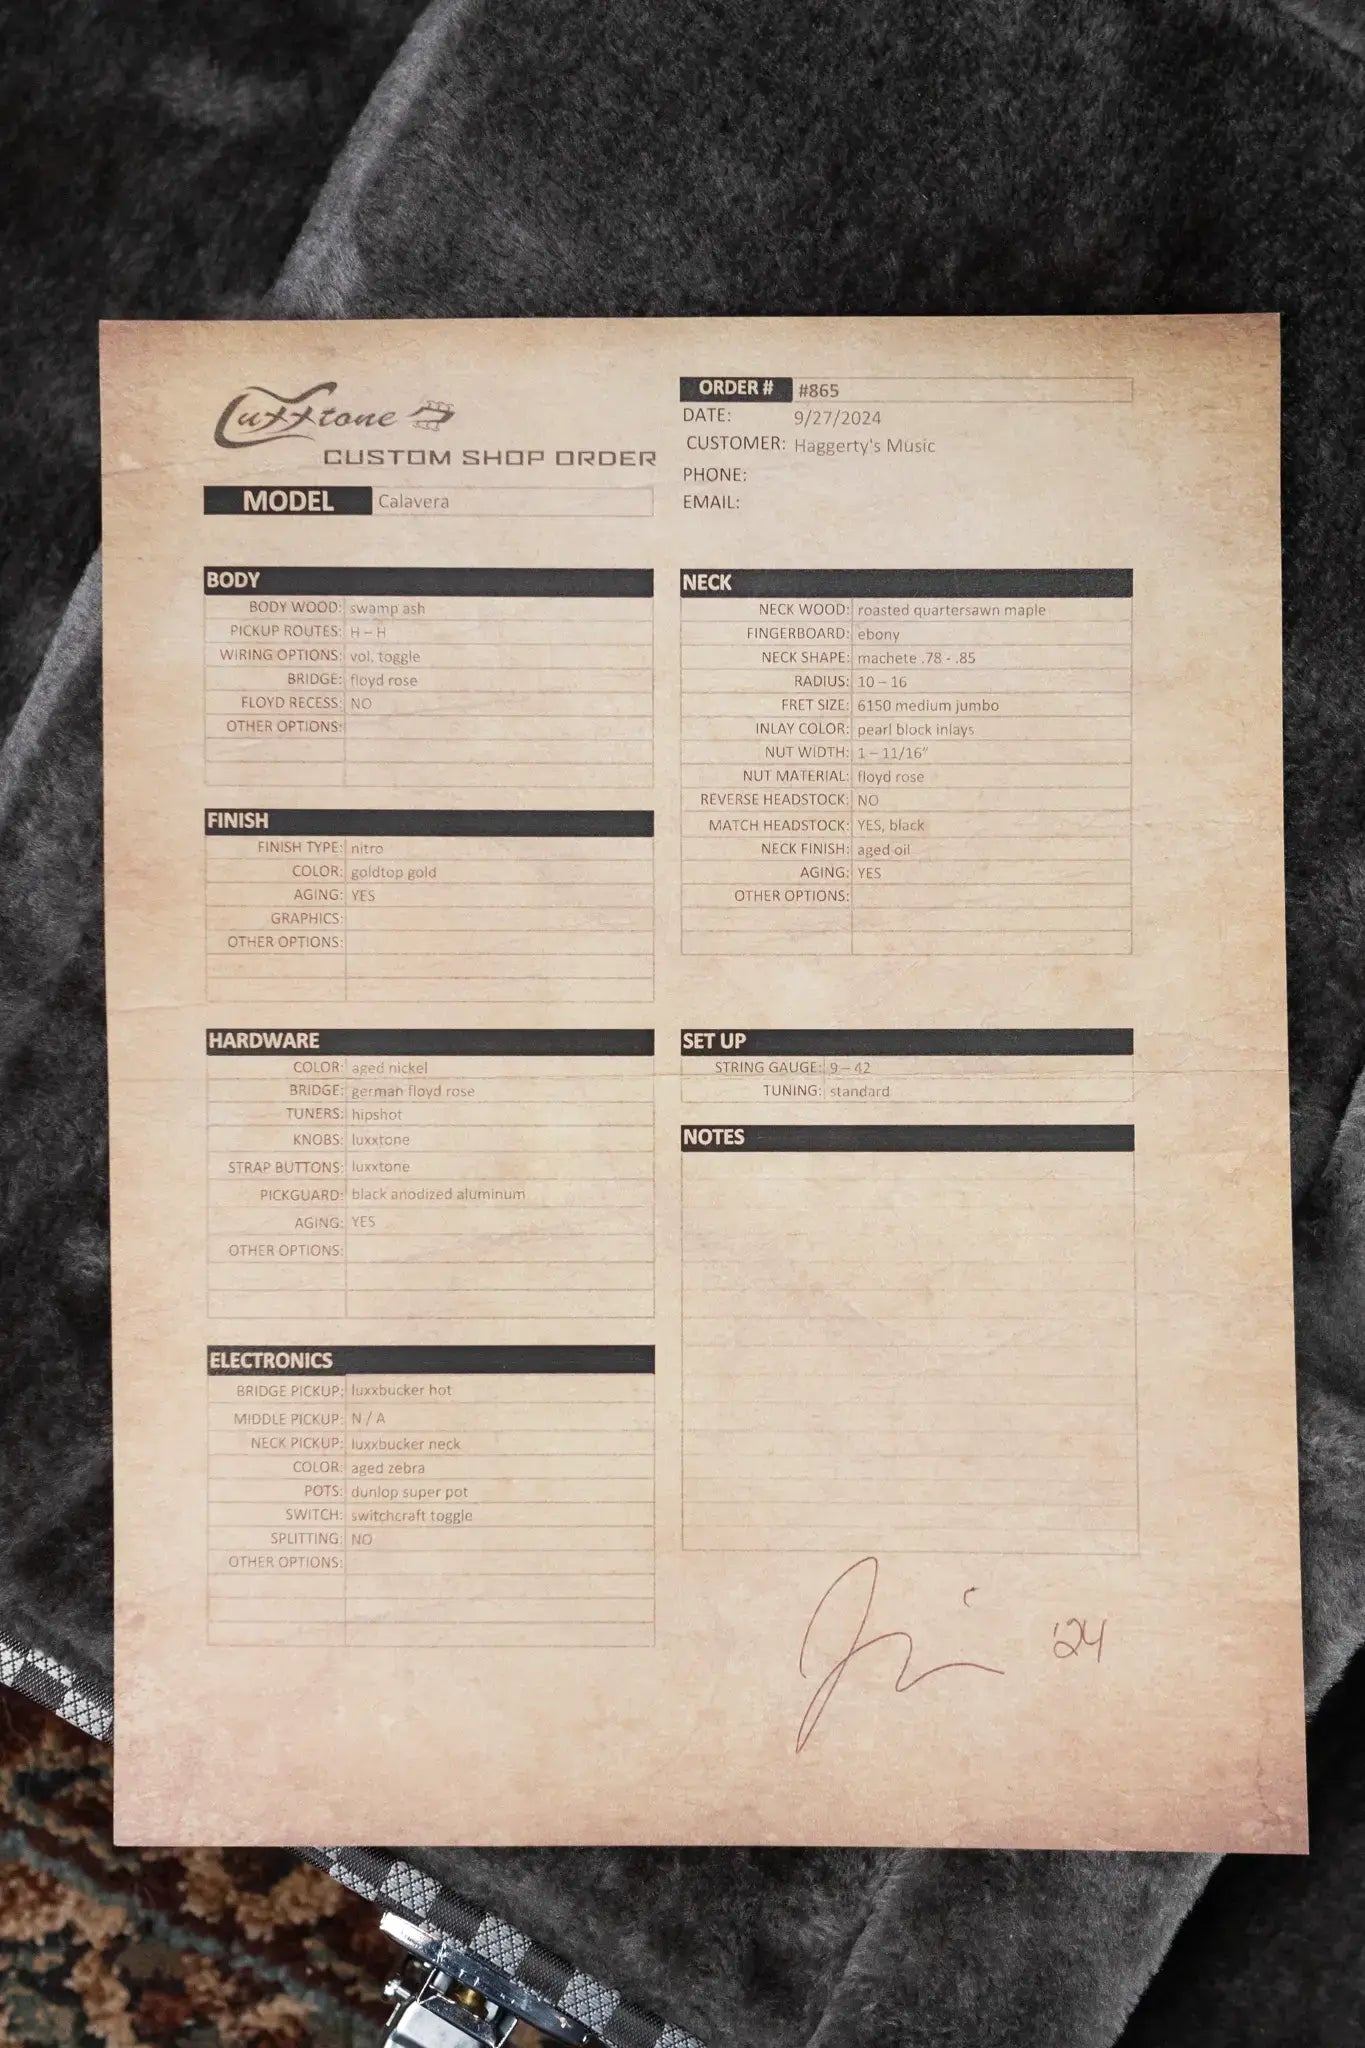 Luxxtone
CUSTOM SHOP ORDER
MODEL Calavera
ORDER # #865
DATE: 9/27/2024
CUSTOMER: Haggerty's Music
PHONE:
EMAIL:
BODY
BODY WOOD: swamp ash
PICKUP ROUTES: H – H
WIRING OPTIONS: vol, toggle
BRIDGE: floyd rose
FLOYD RECESS: NO
OTHER OPTIONS:
FINISH
FINISH TYPE: nitro
COLOR: goldtop gold
AGING: YES
GRAPHICS:
OTHER OPTIONS:
HARDWARE
COLOR: aged nickel
BRIDGE: german floyd rose
TUNERS: hipshot
KNOBS: luxxtone
STRAP BUTTONS: luxxtone
PICKGUARD: black anodized aluminum
AGING: YES
OTHER OPTIONS:
ELECTRONICS
BRIDGE PICKUP: luxxbucker hot
MIDDLE PICKUP: N / A
NECK PICKUP: luxxbucker neck
COLOR: aged zebra
POTS: dunlop super pot
SWITCH: switchcraft toggle
SPLITTING: NO
OTHER OPTIONS:
NECK
NECK WOOD: roasted quartersawn maple
FINGERBOARD: ebony
NECK SHAPE: machete .78 - .85
RADIUS: 10 – 16
FRET SIZE: 6150 medium jumbo
INLAY COLOR: pearl block inlays
NUT WIDTH: 1 – 11/16"
NUT MATERIAL: floyd rose
REVERSE HEADSTOCK: NO
MATCH HEADSTOCK: YES, black
NECK FINISH: aged oil
AGING: YES
OTHER OPTIONS:
SET UP
STRING GAUGE: 9 – 42
TUNING: standard
NOTES
'24